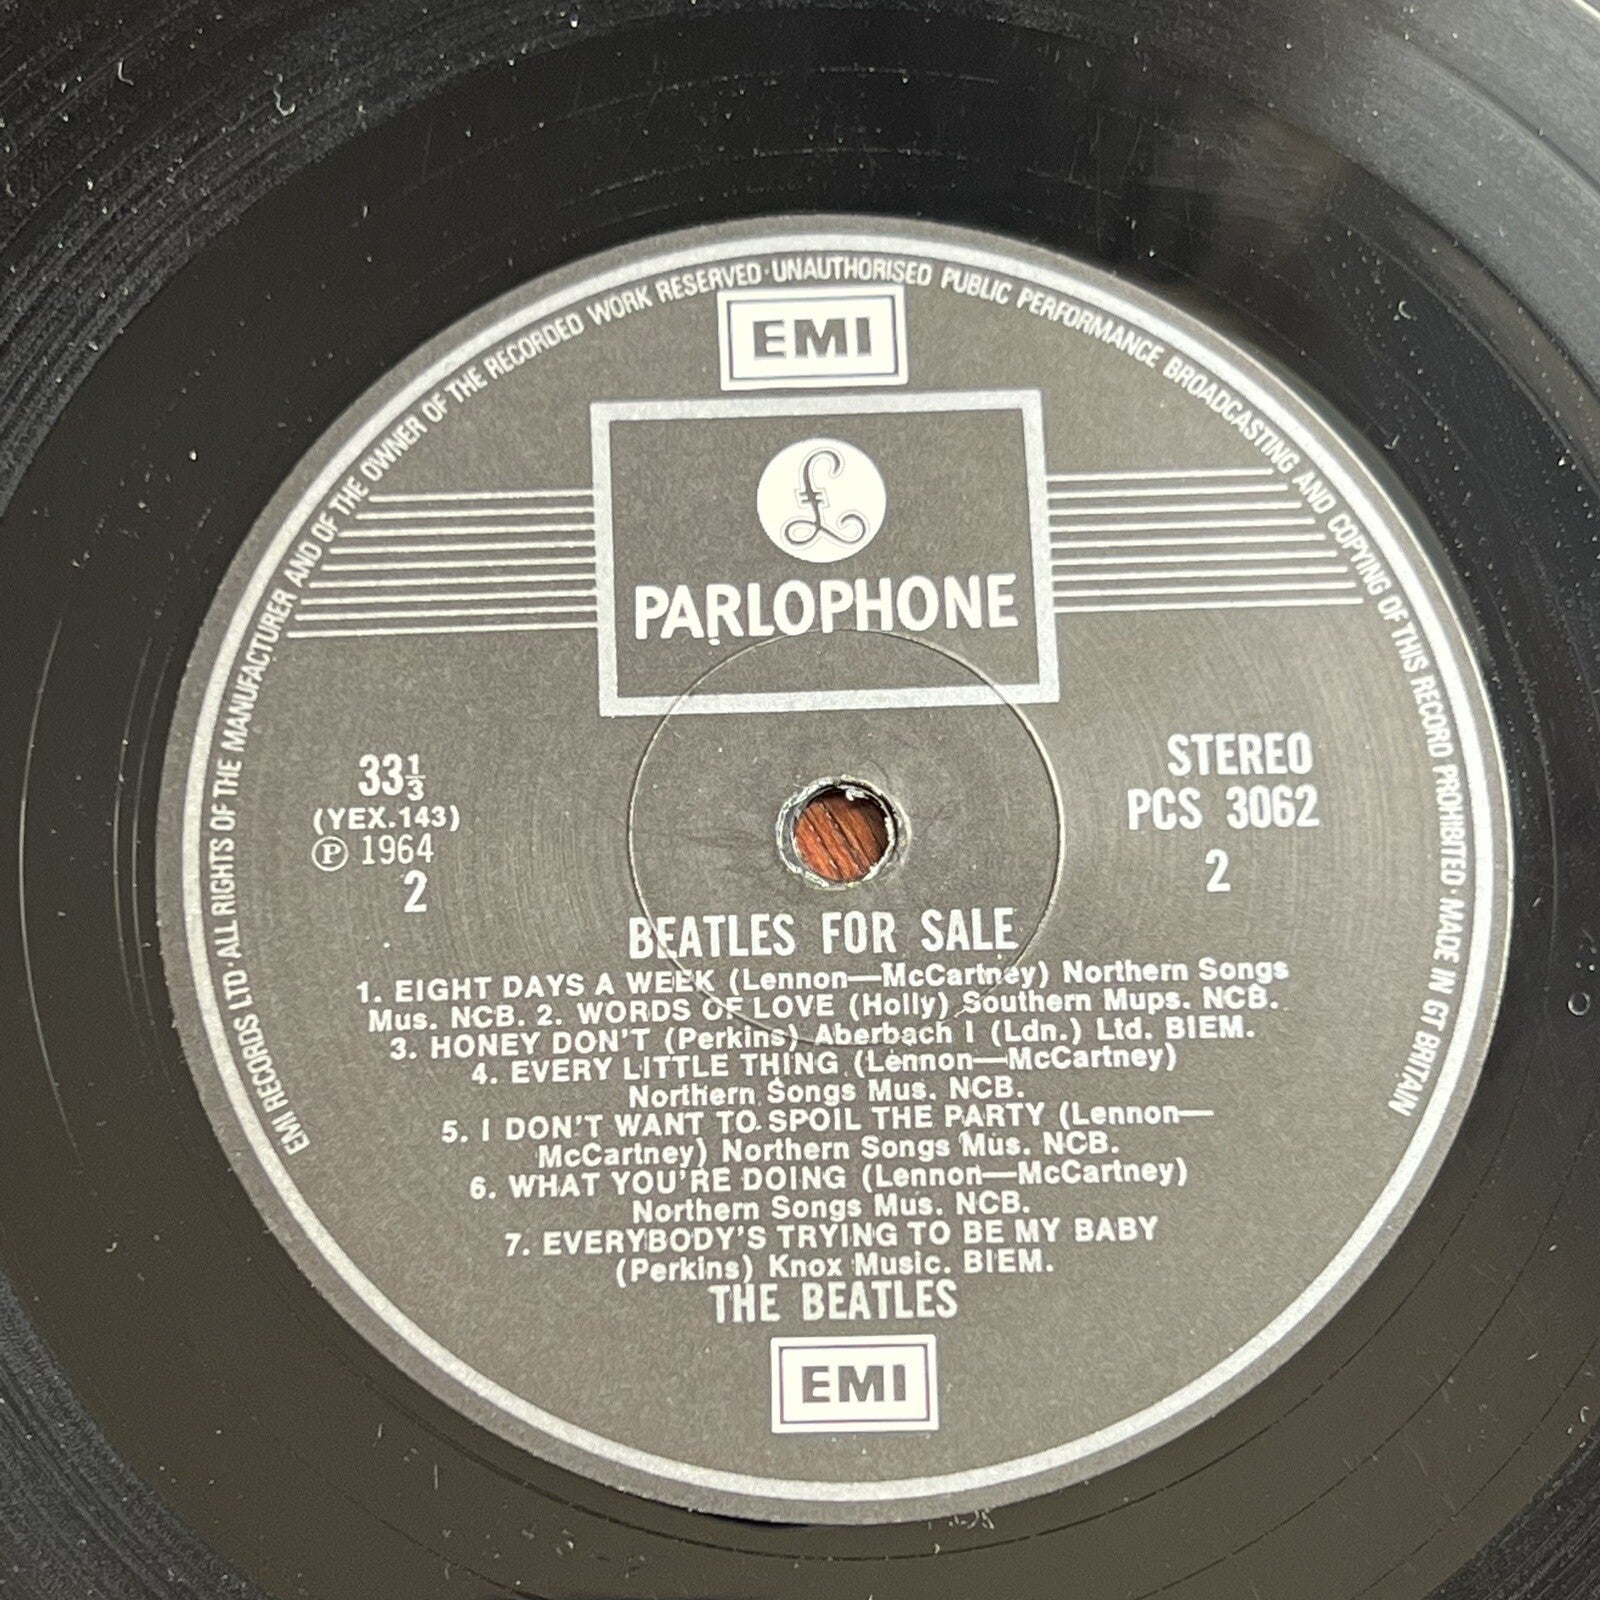 EMI RECORDS LTD·ALL RIGHTS OF THE MANUFACTURER AND OF THE OWNER OF THE RECORDED WORK RESERVED·UNAUTHORISED PUBLIC PERFORMANCE BROADCASTING AND COPYING OF THIS RECORD PROHIBITED·MADE IN GT BRITAIN
EMI
£
PARLOPHONE
33⅓
(YEX.143)
Ⓟ 1964
2
STEREO
PCS 3062
2
BEATLES FOR SALE
1. EIGHT DAYS A WEEK (Lennon—McCartney) Northern Songs
Mus. NCB. 2. WORDS OF LOVE (Holly) Southern Mups. NCB.
3. HONEY DON'T (Perkins) Aberbach I (Ldn.) Ltd. BIEM.
4. EVERY LITTLE THING (Lennon—McCartney)
Northern Songs Mus. NCB.
5. I DON'T WANT TO SPOIL THE PARTY (Lennon—
McCartney) Northern Songs Mus. NCB.
6. WHAT YOU'RE DOING (Lennon—McCartney)
Northern Songs Mus. NCB.
7. EVERYBODY'S TRYING TO BE MY BABY
(Perkins) Knox Music. BIEM.
THE BEATLES
EMI